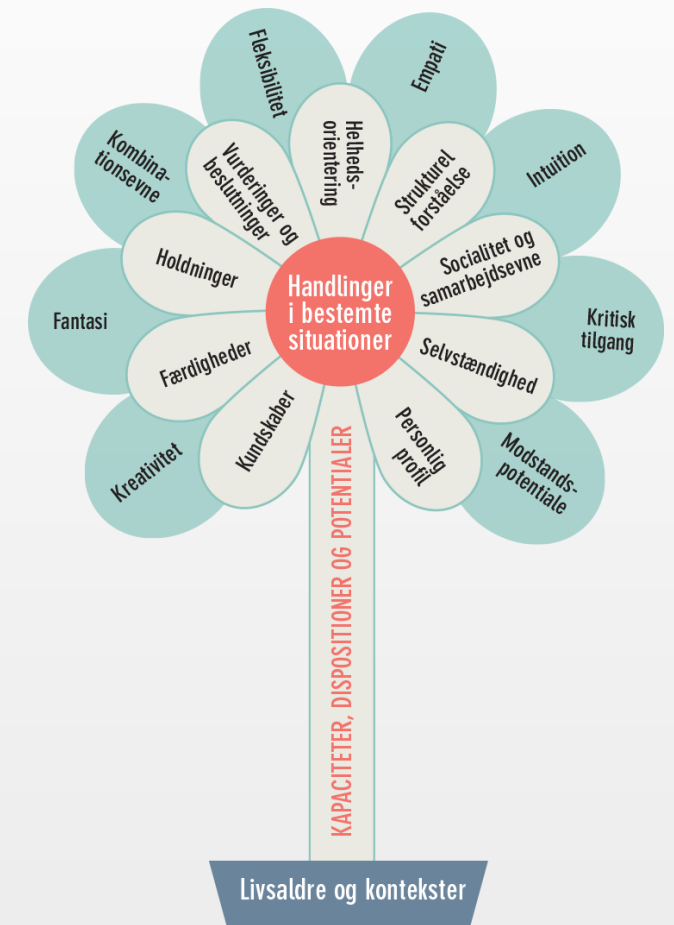 Fleksibilitet
Empati
Kombina-
tionsevne
Vurderinger og
beslutninger
Helheds-
orientering
Strukturel
forståelse
Intuition
Holdninger
Socialitet og
samarbejdsevne
Fantasi
Handlinger
i bestemte
situationer
Kritisk
tilgang
Færdigheder
Selvstændighed
Kreativitet
Kundskaber
Personlig
profil
Modstands-
potentiale
KAPACITETER, DISPOSITIONER OG POTENTIALER
Livsaldre og kontekster